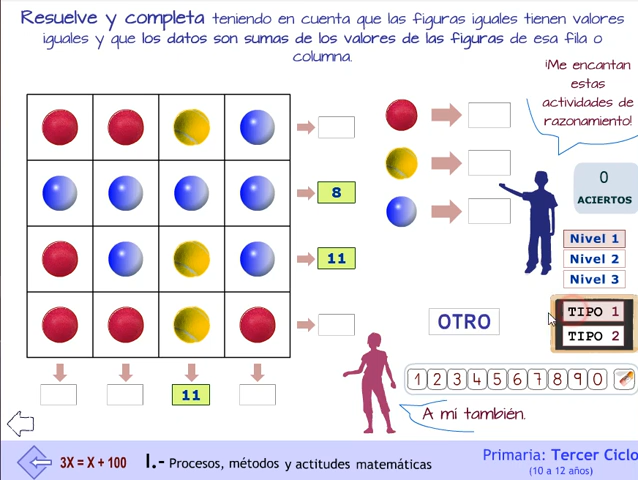 Resuelve y completa teniendo en cuenta que las figuras iguales tienen valores
iguales y que los datos son sumas de los valores de las figuras de esa fila o
columna.
¡Me encantan
estas
actividades de
razonamiento!
0
ACIERTOS
8
Nivel 1
11
Nivel 2
Nivel 3
OTRO
TIPO 1
TIPO 2
11
1 2 3 4 5 6 7 8 9 0
A mí también.
3X = X + 100
I.- Procesos, métodos y actitudes matemáticas
Primaria: Tercer Ciclo
(10 a 12 años)